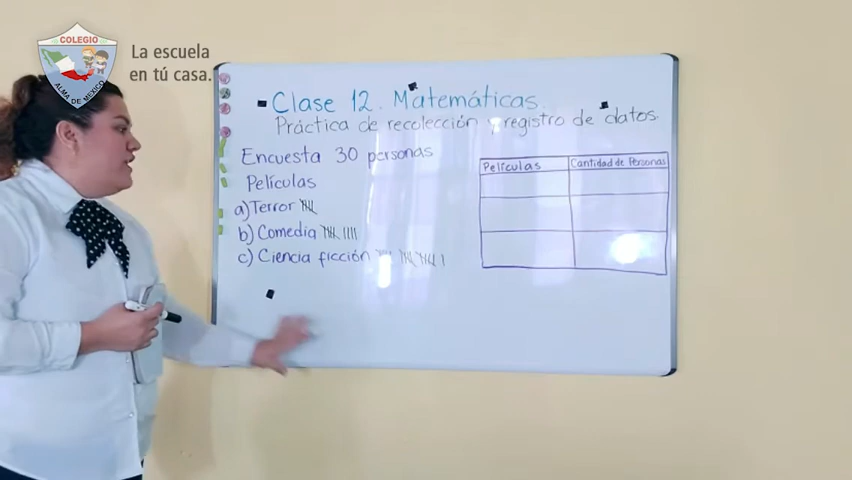 COLEGIO
ALMA DE MEXICO
La escuela
en tú casa.
Clase 12. Matemáticas.
Práctica de recolección y registro de datos.
Encuesta 30 personas
Películas
a) Terror
b) Comedia
c) Ciencia ficción
Películas
Cantidad de Personas